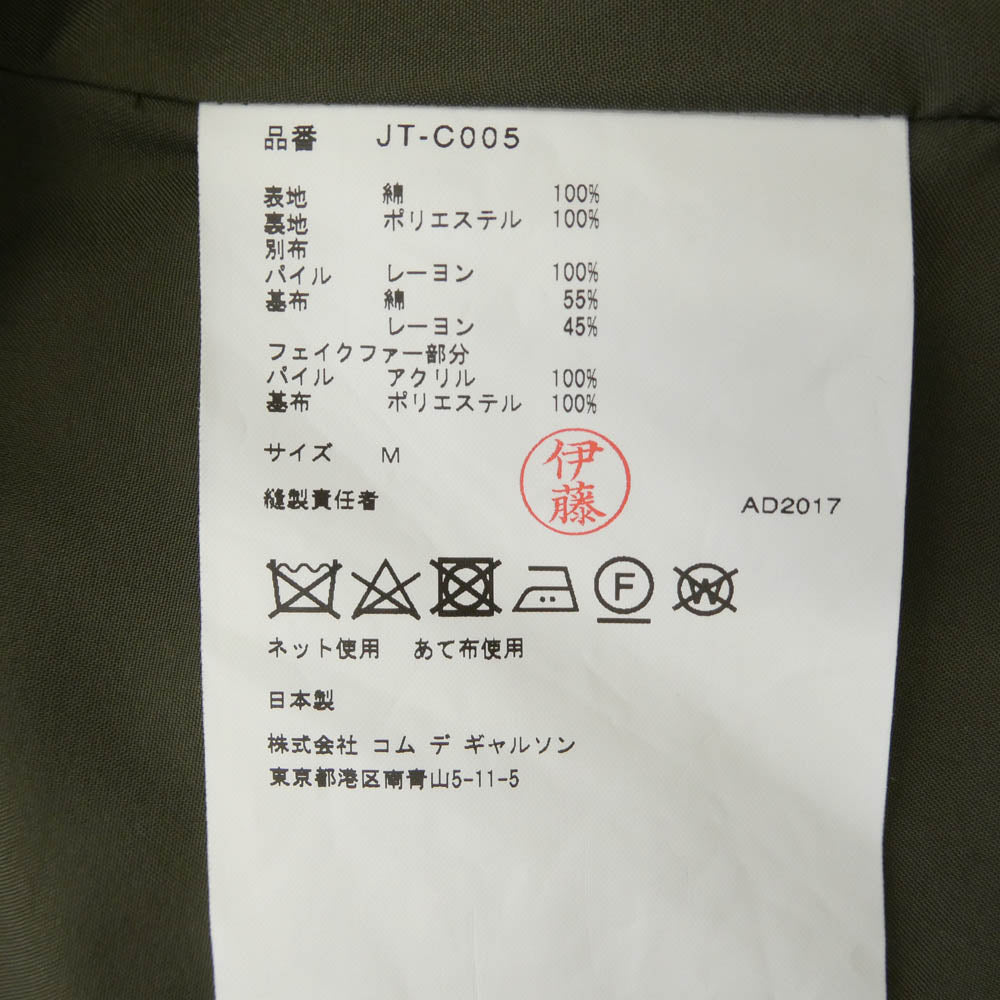 品番 JT-C005
表地 綿 100%
裏地 ポリエステル 100%
別布
パイル レーヨン 100%
基布 綿 55%
レーヨン 45%
フェイクファー部分
パイル アクリル 100%
基布 ポリエステル 100%
サイズ M
伊藤
縫製責任者 AD2017
F W
ネット使用 あて布使用
日本製
株式会社 コム デ ギャルソン
東京都港区南青山5-11-5